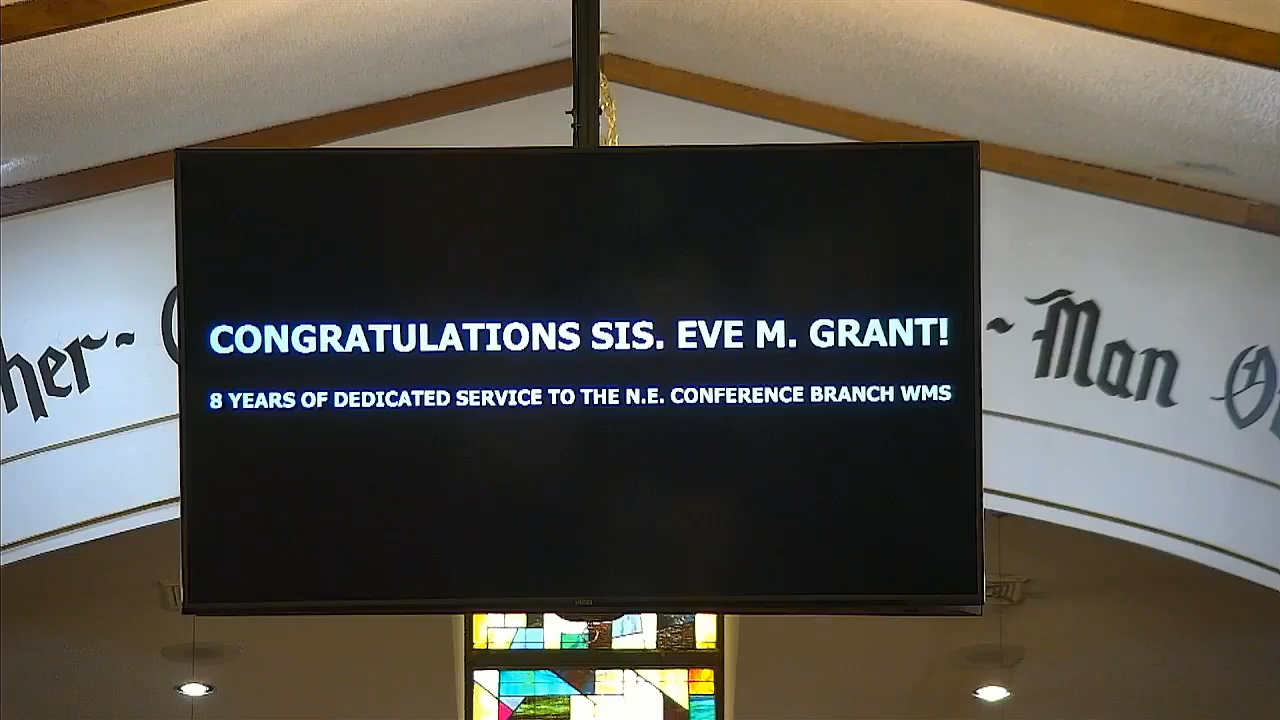 CONGRATULATIONS SIS. EVE M. GRANT!
8 YEARS OF DEDICATED SERVICE TO THE N.E. CONFERENCE BRANCH WMS
her-
- Man